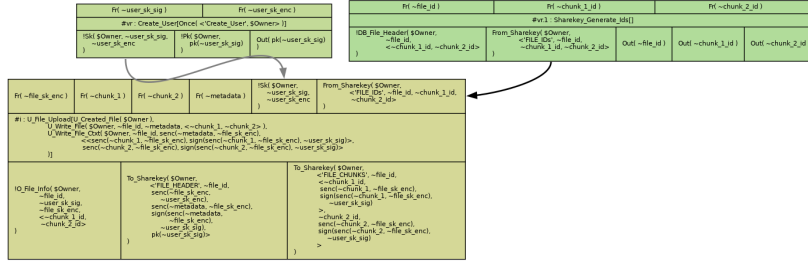 Fr( ~user_sk_sig )
Fr( ~user_sk_enc )
#vr : Create_User[Once( <'Create_User', $Owner> )]
!Sk( $Owner, ~user_sk_sig,
~user_sk_enc
)
!Pk( $Owner,
pk(~user_sk_sig)
)
Out( pk(~user_sk_sig) )
Fr( ~file_id )
Fr( ~chunk_1_id )
Fr( ~chunk_2_id )
#vr.1 : Sharekey_Generate_Ids[]
!DB_File_Header( $Owner,
~file_id,
<~chunk_1_id, ~chunk_2_id>
)
From_Sharekey( $Owner,
<'FILE_IDs', ~file_id,
~chunk_1_id, ~chunk_2_id>
)
Out( ~file_id )
Out( ~chunk_1_id )
Out( ~chunk_2_id )
Fr( ~file_sk_enc )
Fr( ~chunk_1 )
Fr( ~chunk_2 )
Fr( ~metadata )
!Sk( $Owner,
~user_sk_sig,
~user_sk_enc
)
From_Sharekey( $Owner,
<'FILE_IDs', ~file_id, ~chunk_1_id,
~chunk_2_id>
)
#i : U_File_Upload[U_Created_File( $Owner ),
U_Write_File( $Owner, ~file_id, ~metadata, <~chunk_1, ~chunk_2> ),
U_Write_File_Ctxt( $Owner, ~file_id, senc(~metadata, ~file_sk_enc),
<<senc(~chunk_1, ~file_sk_enc), sign(senc(~chunk_1, ~file_sk_enc), ~user_sk_sig)>,
senc(~chunk_2, ~file_sk_enc), sign(senc(~chunk_2, ~file_sk_enc), ~user_sk_sig)>
)]
!O_File_Info( $Owner,
~file_id,
~user_sk_sig,
~file_sk_enc,
<~chunk_1_id,
~chunk_2_id>
)
To_Sharekey( $Owner,
<'FILE_HEADER', ~file_id,
senc(~file_sk_enc,
~user_sk_enc),
senc(~metadata, ~file_sk_enc),
sign(senc(~metadata,
~file_sk_enc),
~user_sk_sig),
pk(~user_sk_sig)>
)
To_Sharekey( $Owner,
<'FILE_CHUNKS', ~file_id,
<~chunk_1_id,
senc(~chunk_1, ~file_sk_enc),
sign(senc(~chunk_1, ~file_sk_enc),
~user_sk_sig)
>,
~chunk_2_id,
senc(~chunk_2, ~file_sk_enc),
sign(senc(~chunk_2, ~file_sk_enc),
~user_sk_sig)
>
)